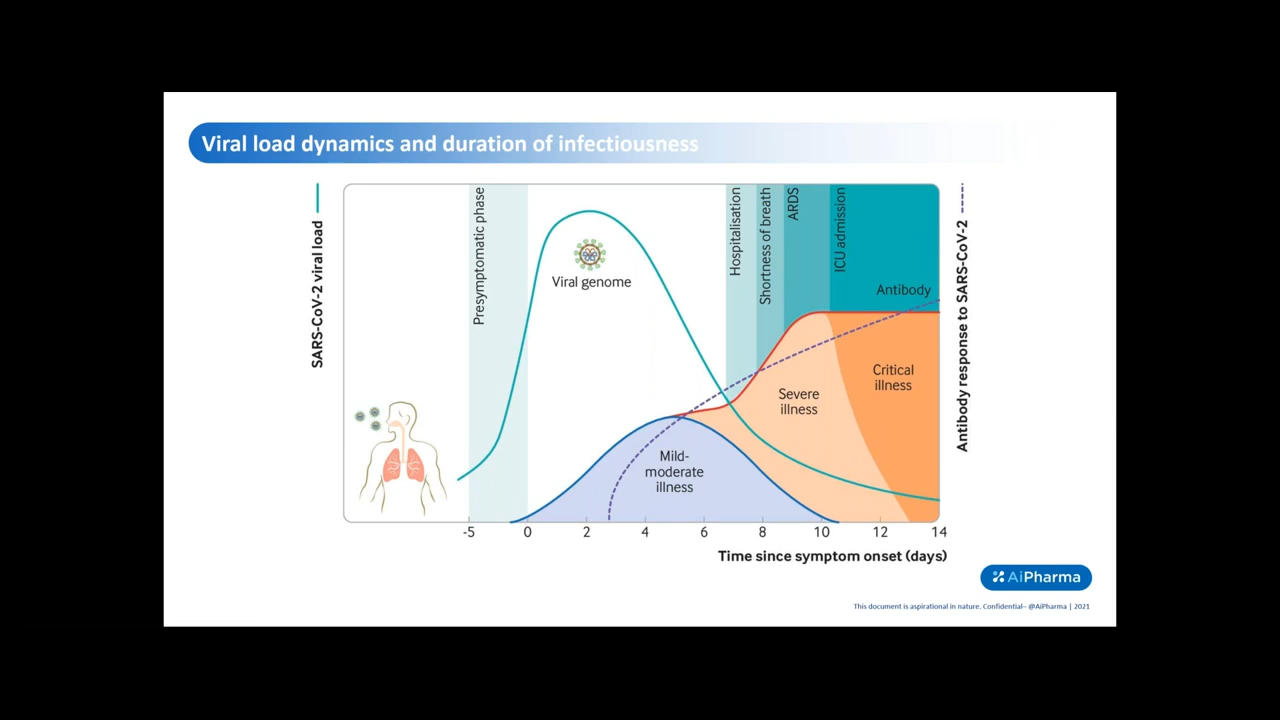 Viral load dynamics and duration of infectiousness
SARS-CoV-2 viral load
Presymptomatic phase
Viral genome
Hospitalisation
Shortness of breath
ARDS
ICU admission
Antibody
Antibody response to SARS-CoV-2
Mild-
moderate
illness
Severe
illness
Critical
illness
-5 0 2 4 6 8 10 12 14
Time since symptom onset (days)
AiPharma
This document is aspirational in nature. Confidential– @AiPharma | 2021